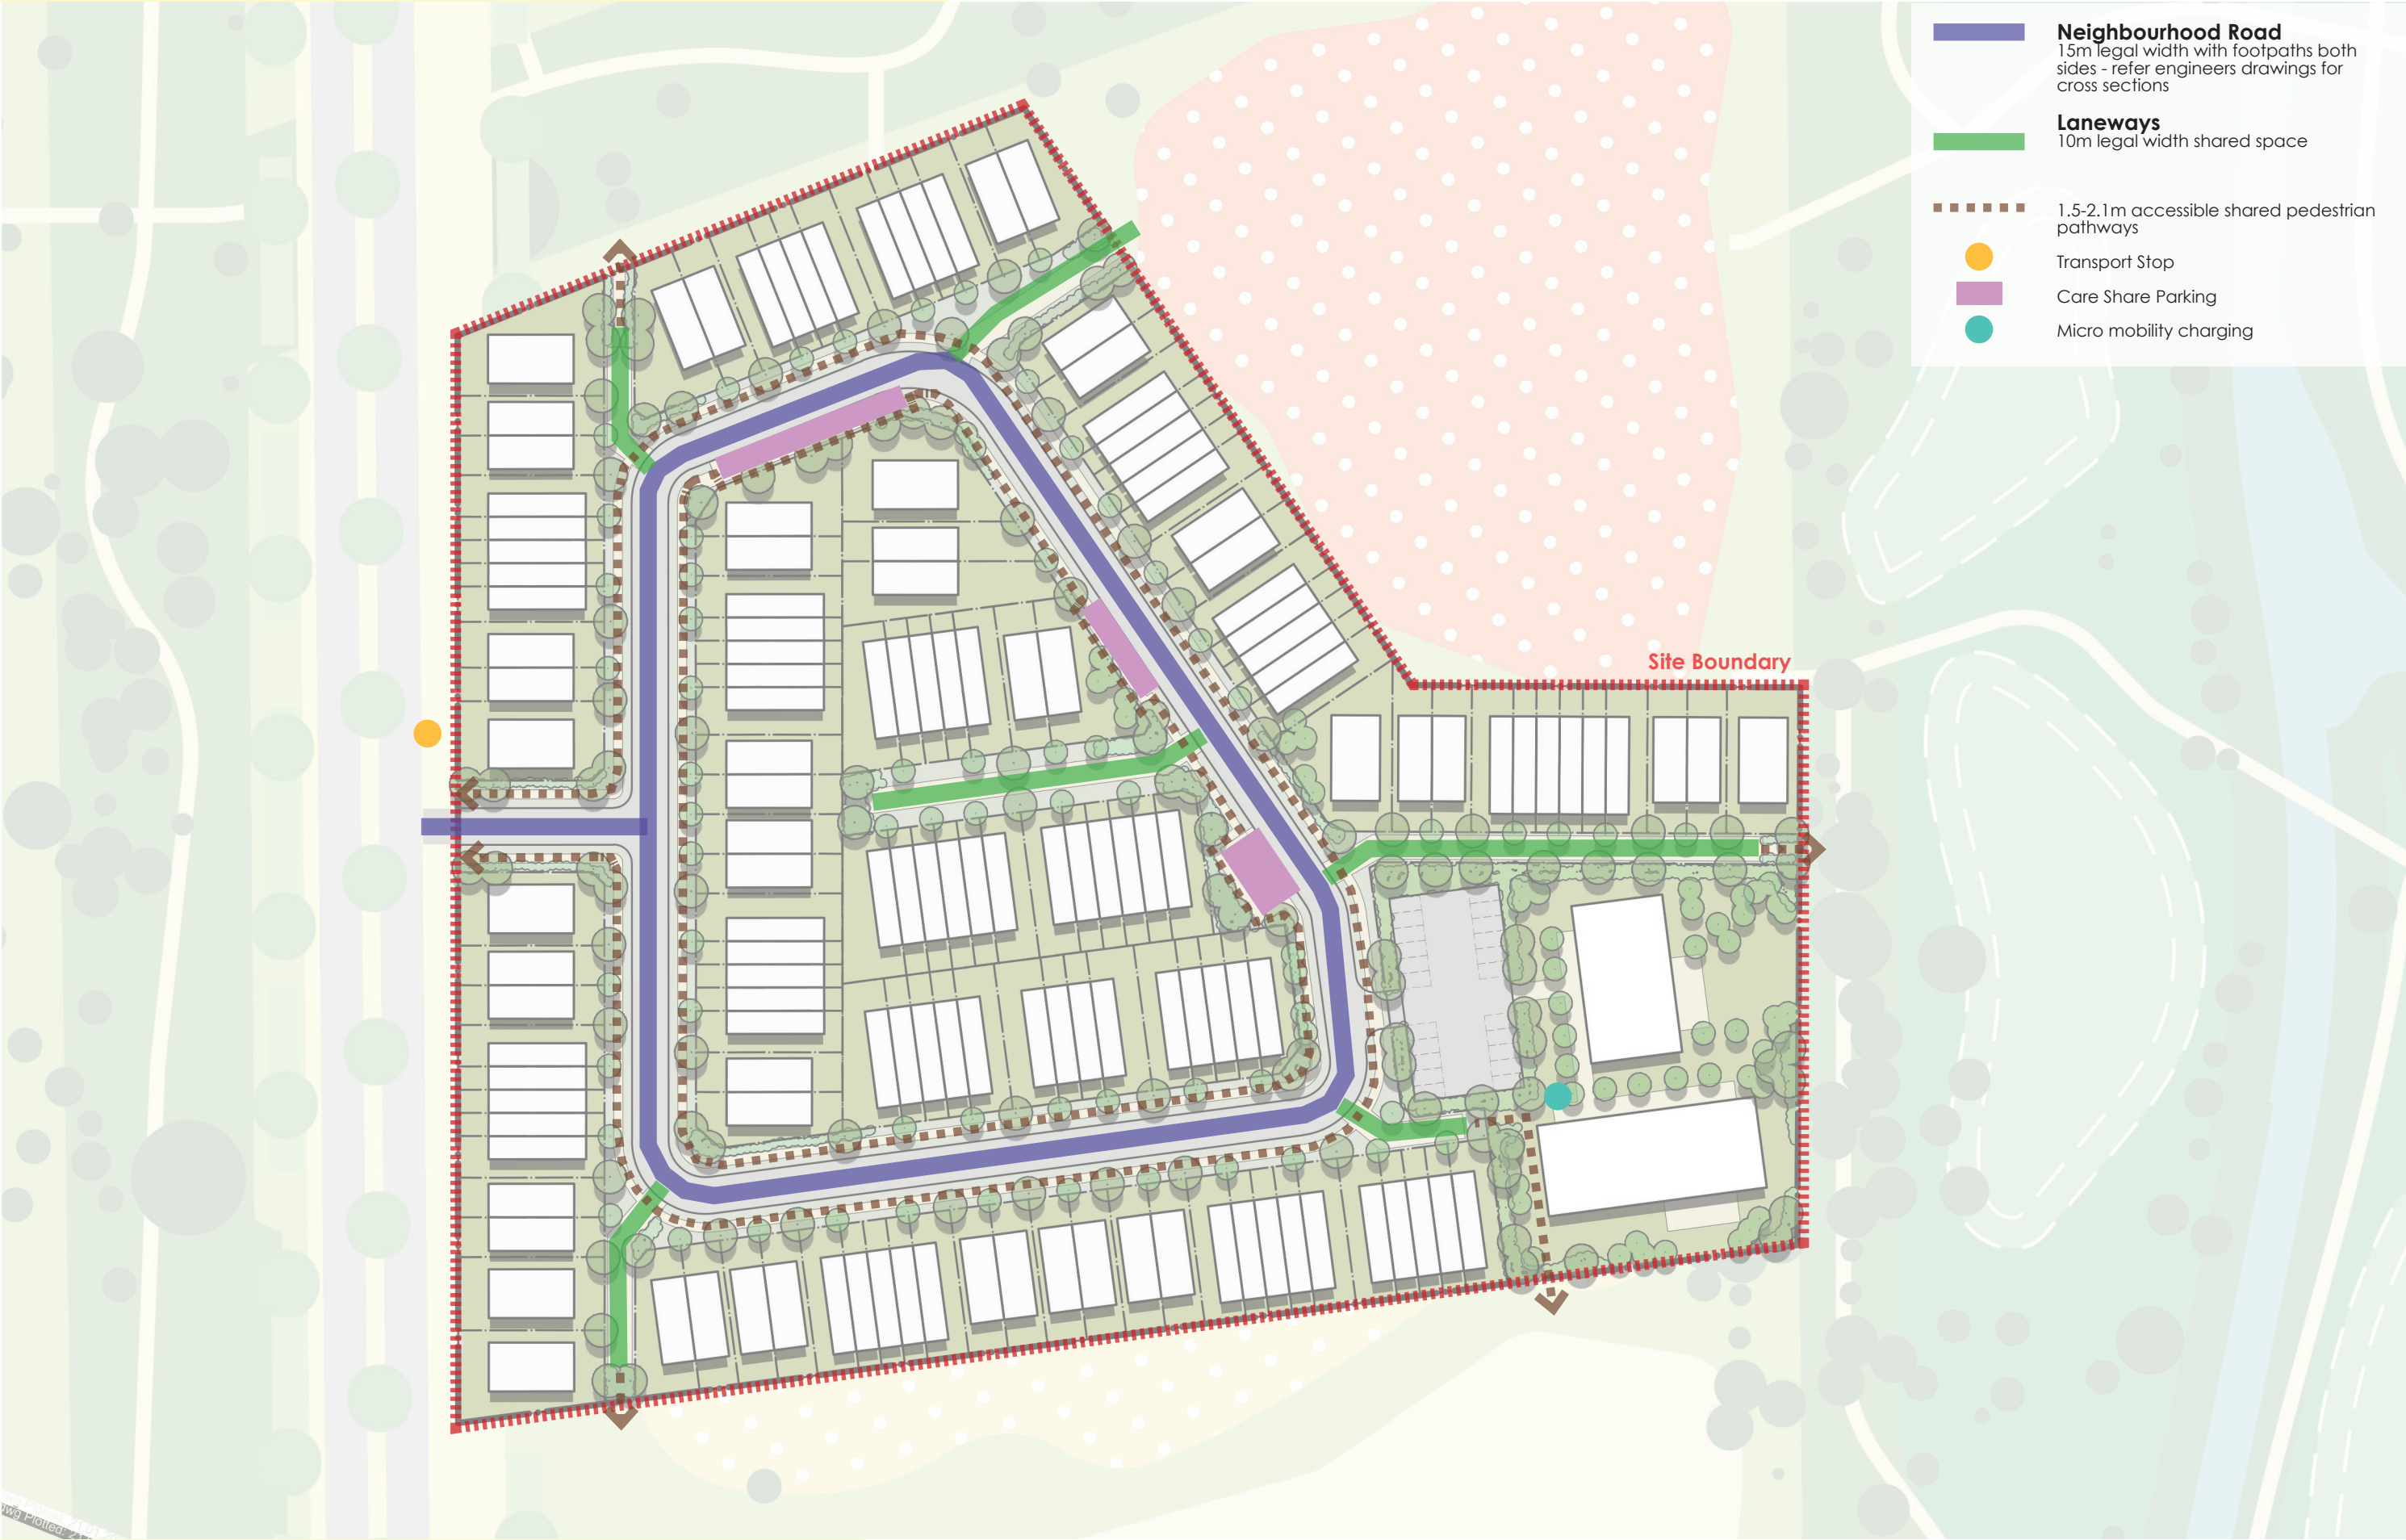 Neighbourhood Road
15m legal width with footpaths both
sides - refer engineers drawings for
cross sections
Laneways
10m legal width shared space
1.5-2.1m accessible shared pedestrian
pathways
Transport Stop
Care Share Parking
Micro mobility charging
Site Boundary
Plotted: